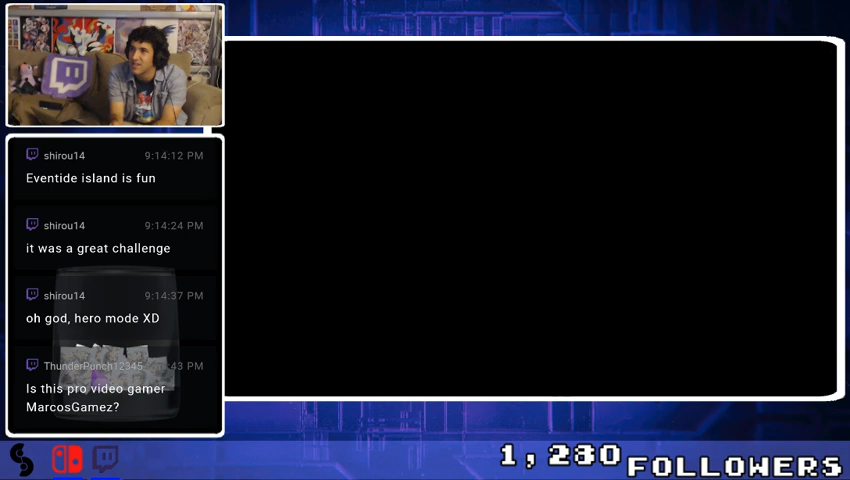 shirou14 9:14:12 PM
Eventide island is fun
shirou14 9:14:24 PM
it was a great challenge
shirou14 9:14:37 PM
oh god, hero mode XD
ThunderPunch12345 :43 PM
Is this pro video gamer
MarcosGamez?
1,230 FOLLOWERS